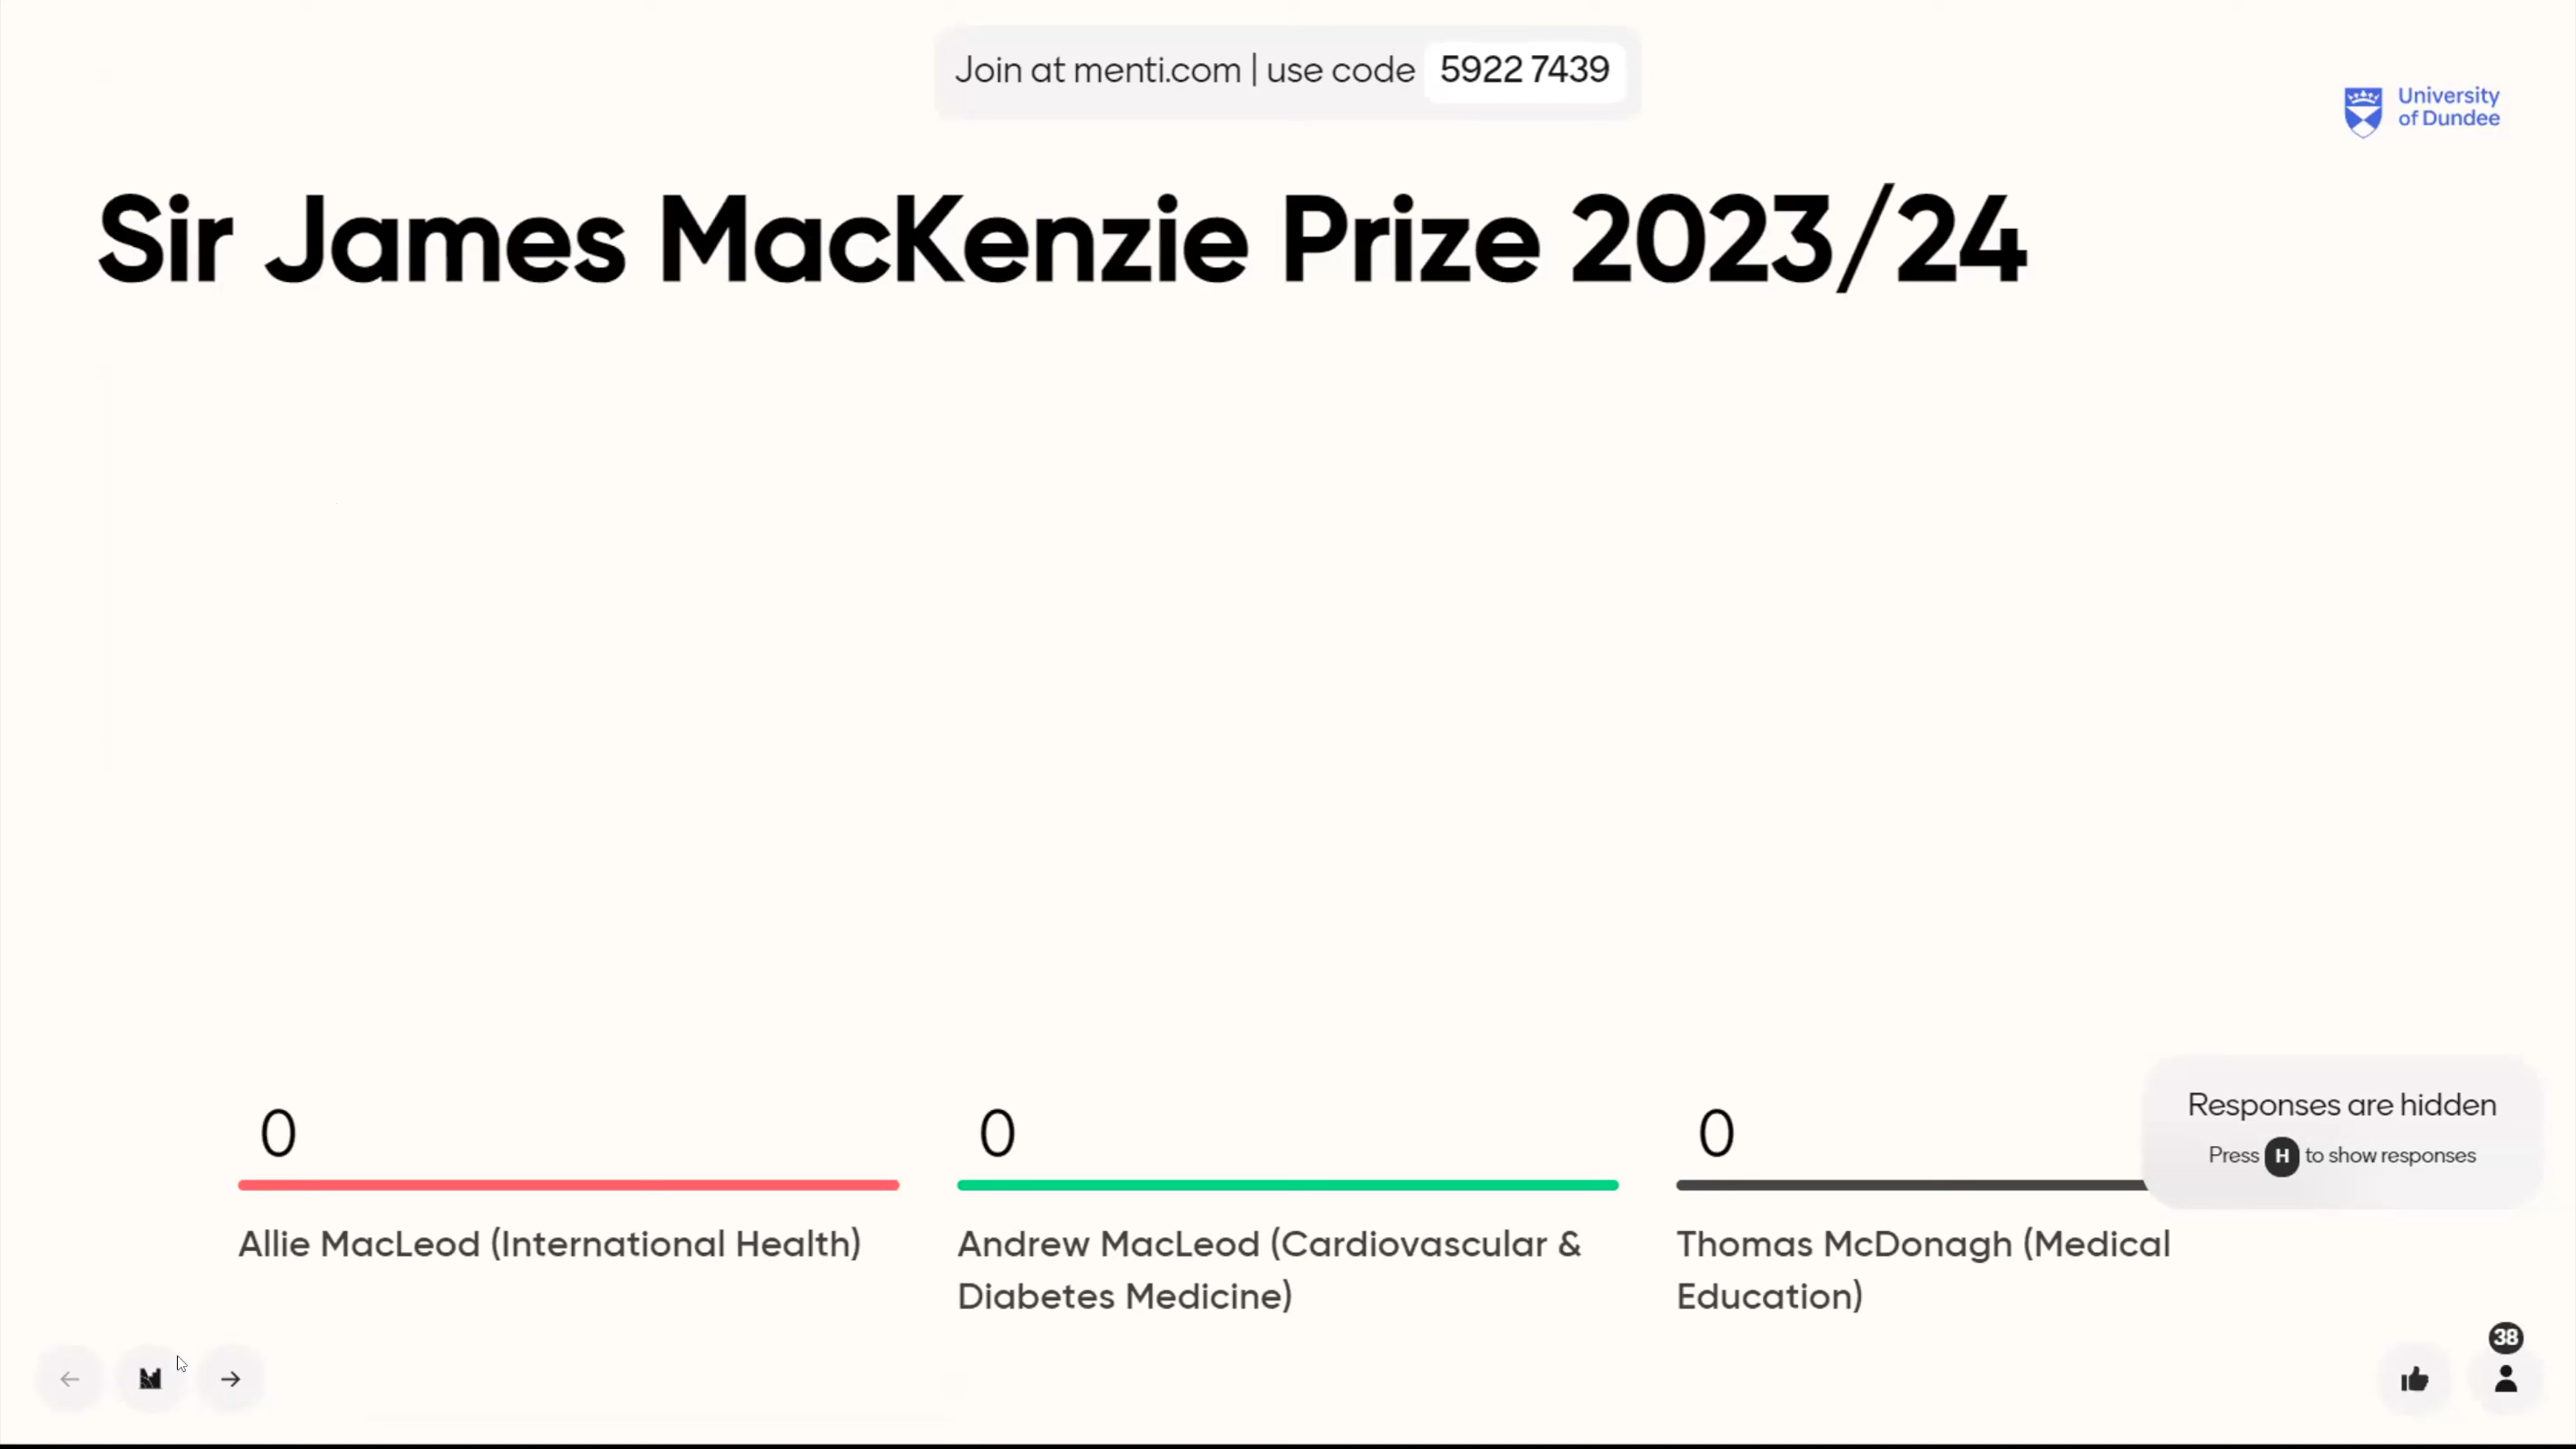 Join at menti.com | use code 5922 7439
University
of Dundee
Sir James MacKenzie Prize 2023/24
0
0
0
Responses are hidden
Press H to show responses
Allie MacLeod (International Health)
Andrew MacLeod (Cardiovascular &
Diabetes Medicine)
Thomas McDonagh (Medical
Education)
38